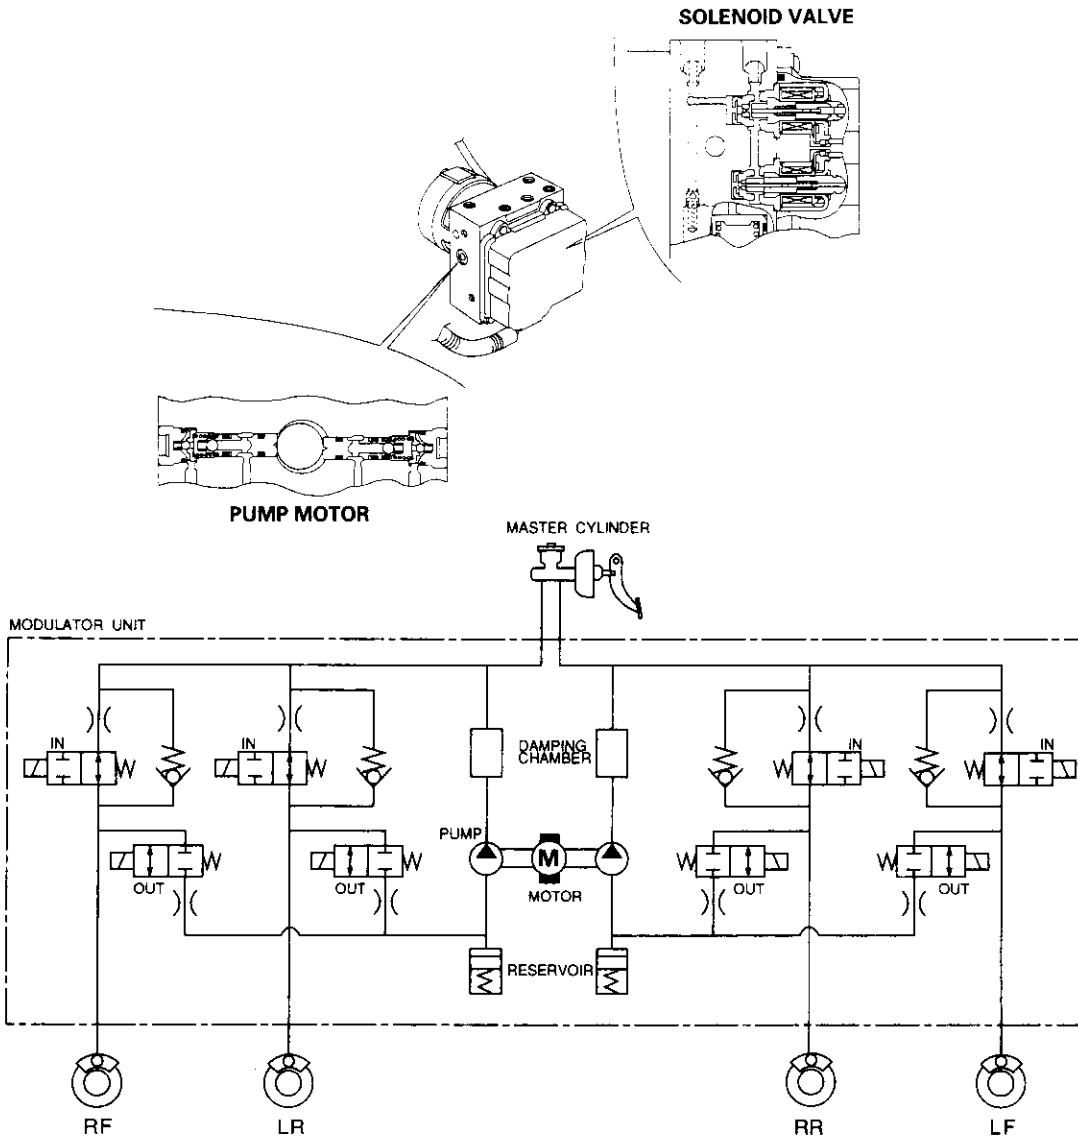 SOLENOID VALVE
PUMP MOTOR
MASTER CYLINDER
MODULATOR UNIT
IN
IN
DAMPING
CHAMBER
IN
IN
PUMP
M
OUT
OUT
MOTOR
OUT
OUT
RESERVOIR
RF
LR
RR
LF